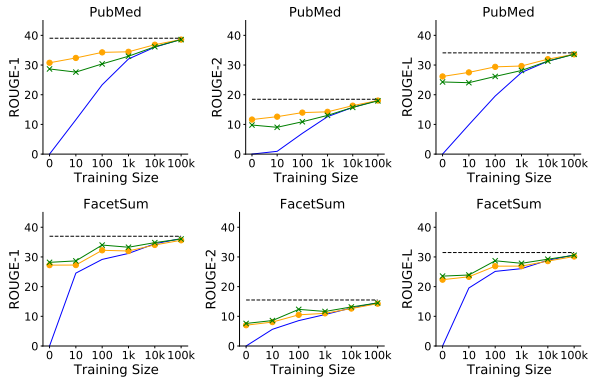 PubMed PubMed PubMed
40 40 40
30 30 30
20 20 20
10 10 10
0 0 0
ROUGE-1 ROUGE-2 ROUGE-L
0 10 100 1k 10k 100k 0 10 100 1k 10k 100k 0 10 100 1k 10k 100k
Training Size Training Size Training Size
FacetSum FacetSum FacetSum
40 40 40
30 30 30
20 20 20
10 10 10
0 0 0
ROUGE-1 ROUGE-2 ROUGE-L
0 10 100 1k 10k 100k 0 10 100 1k 10k 100k 0 10 100 1k 10k 100k
Training Size Training Size Training Size